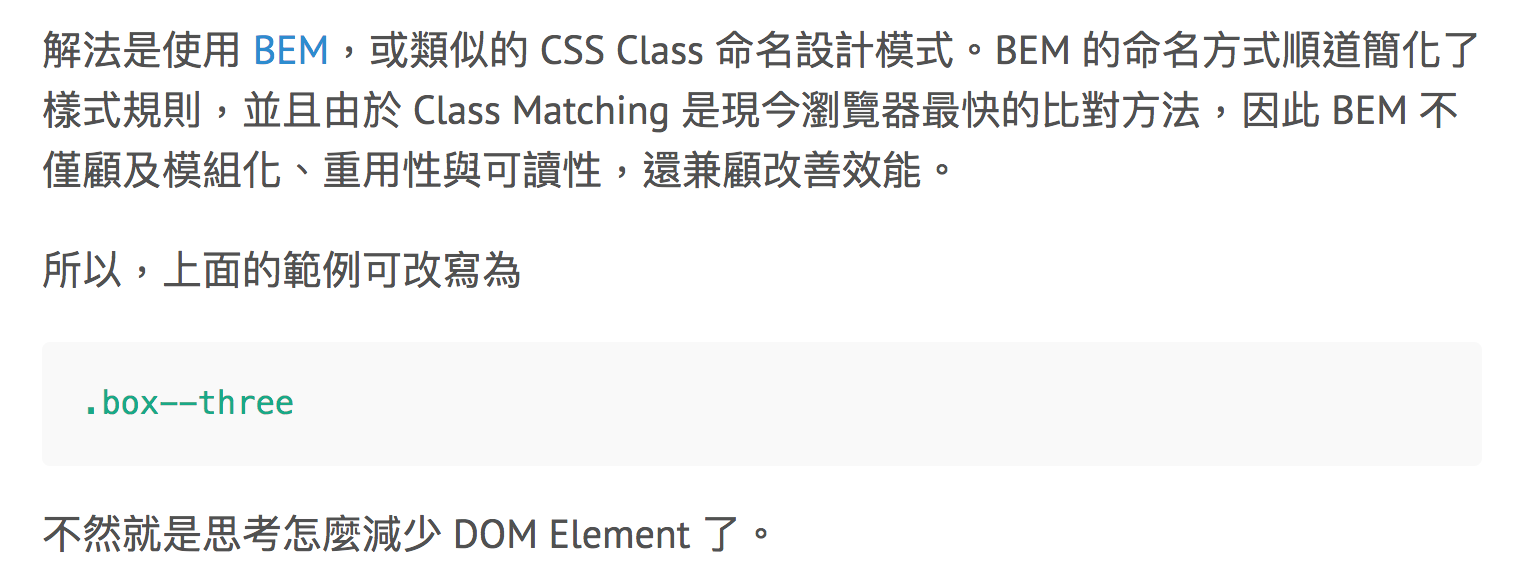 解法是使用 BEM，或類似的 CSS Class 命名設計模式。BEM 的命名方式順道簡化了
樣式規則，並且由於 Class Matching 是現今瀏覽器最快的比對方法，因此 BEM 不
僅顧及模組化、重用性與可讀性，還兼顧改善效能。
所以，上面的範例可改寫為
.box--three
不然就是思考怎麼減少 DOM Element 了。